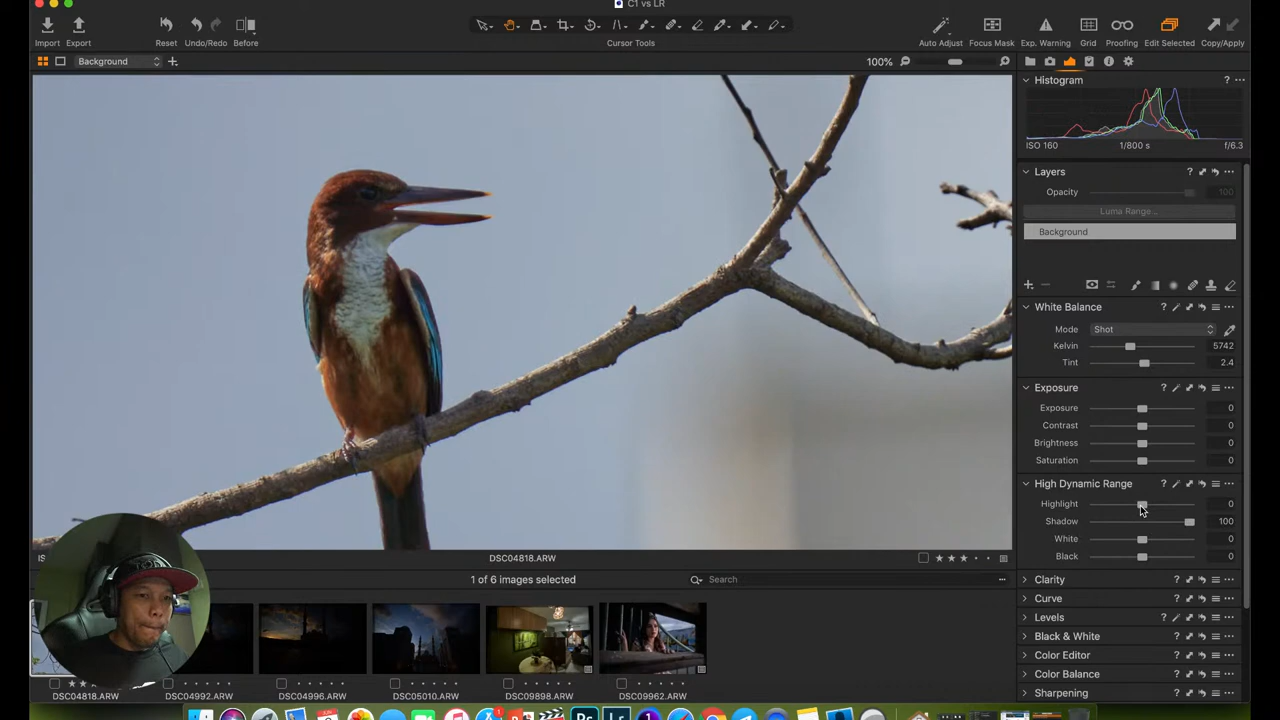 C1 vs LR
Import Export Reset Undo/Redo Before Cursor Tools Auto Adjust Focus Mask Exp. Warning Grid Proofing Edit Selected Copy/Apply
Background 100%
Histogram ?
ISO 160 1/800 s f/6.3
Layers ?
Opacity 100
Luma Range...
Background
White Balance ?
Mode Shot
Kelvin 5742
Tint 2.4
Exposure ?
Exposure 0
Contrast 0
Brightness 0
Saturation 0
High Dynamic Range ?
Highlight 0
Shadow 100
White 0
Black 0
Clarity ?
Curve ?
Levels ?
Black & White ?
Color Editor ?
Color Balance ?
Sharpening ?
DSC04818.ARW
1 of 6 images selected Search
DSC04818.ARW DSC04992.ARW DSC04996.ARW DSC05010.ARW DSC09898.ARW DSC09962.ARW
Ps Lr